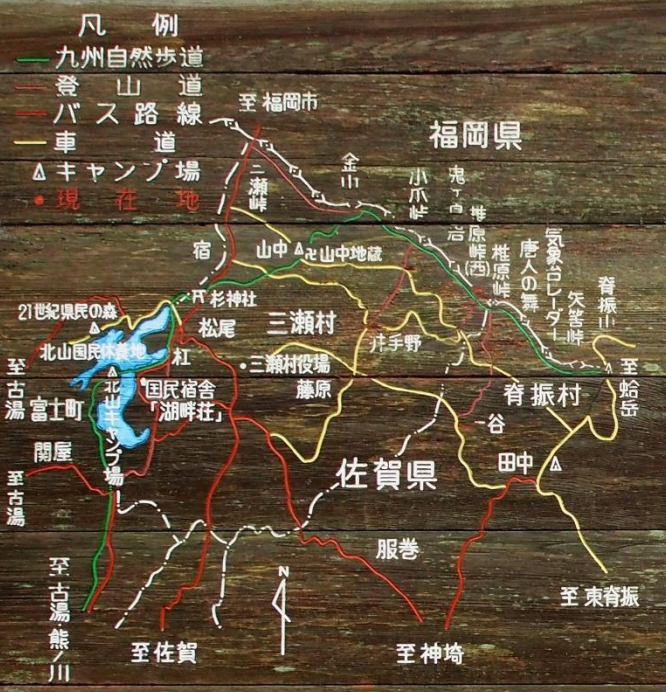 凡例
九州自然歩道
登山道
バス路線
車道
キャンプ場
現在地
至福岡市
福岡県
三瀬峠
金山
小爪峠
鬼ヶ鼻岩
椎原峠(西)
椎原峠
唐人の舞
気象台レーダー
矢筈峠
脊振山
宿
山中
卍山中地蔵
杉神社
21世紀県民の森
松尾
三瀬村
井手野
北山国民休養地
杠
三瀬村役場
至古湯
北山キャンプ場
国民宿舎
「湖畔荘」
藤原
脊振村
至蛤岳
富士町
一谷
関屋
佐賀県
田中
至古湯
服巻
至古湯・熊ノ川
N
至東脊振
至佐賀
至神埼